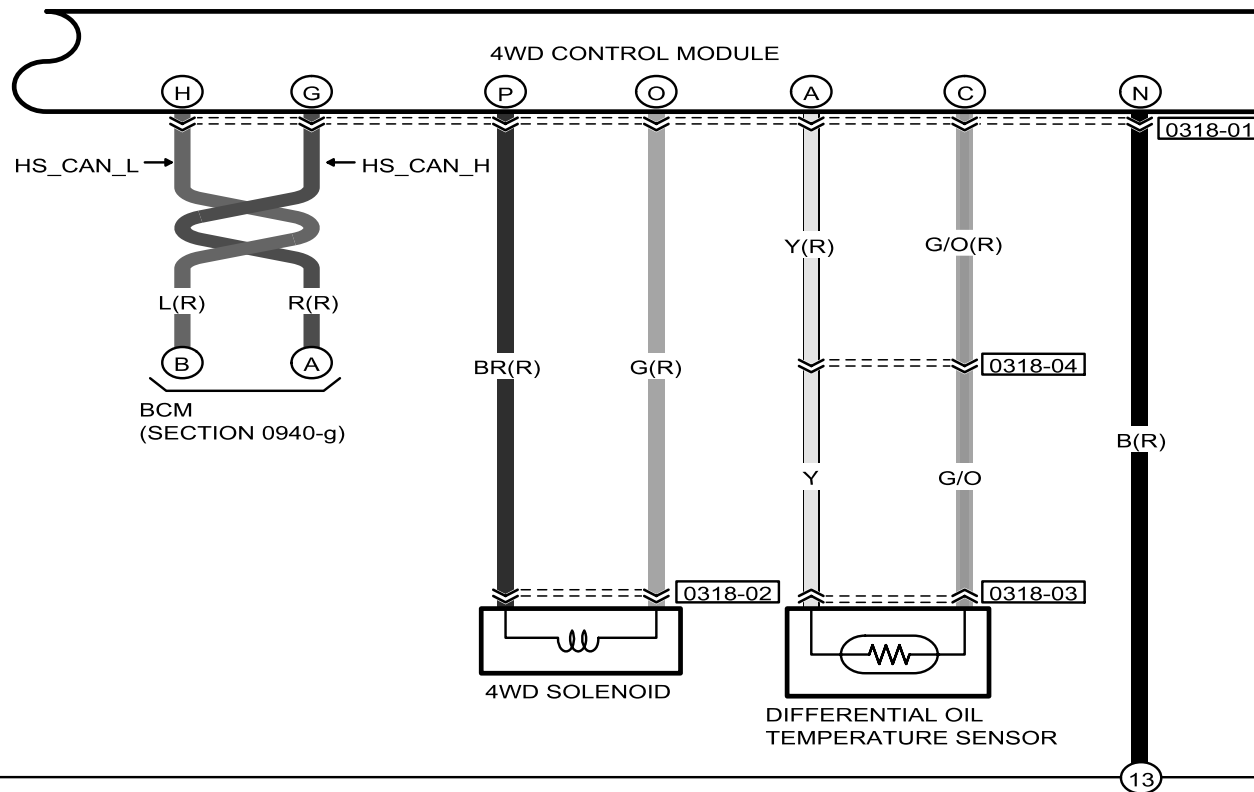 4WD CONTROL MODULE
H G P O A C N
0318-01
HS_CAN_L HS_CAN_H
Y(R) G/O(R)
L(R) R(R)
B A
BR(R) G(R) 0318-04
BCM
(SECTION 0940-g)
B(R)
Y G/O
0318-02 0318-03
4WD SOLENOID
DIFFERENTIAL OIL
TEMPERATURE SENSOR
13